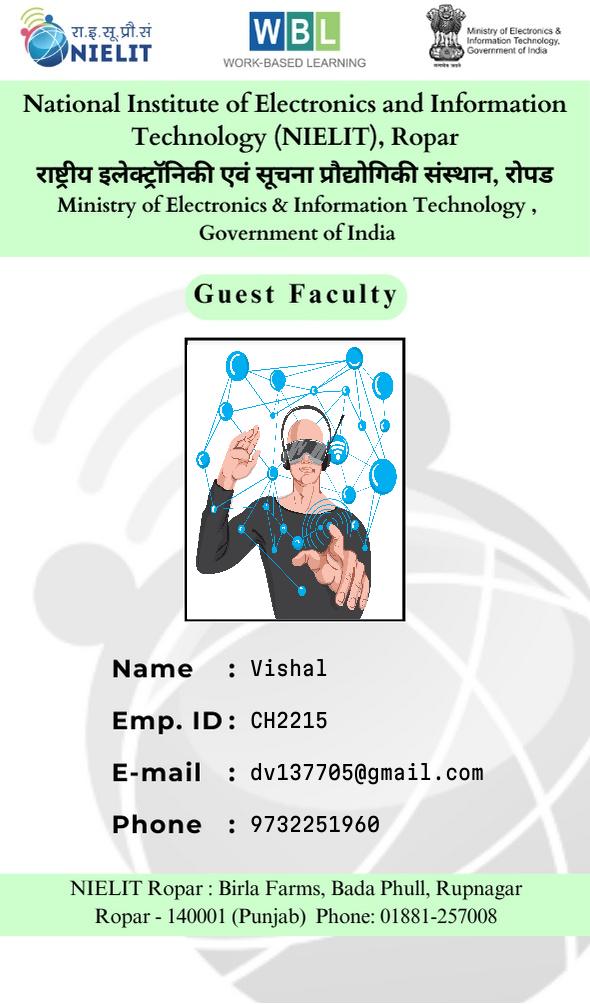 रा.इ.सू.प्रौ.सं
NIELIT
WBL
WORK-BASED LEARNING
Ministry of Electronics &
Information Technology,
Government of India
सत्यमेव जयते
National Institute of Electronics and Information
Technology (NIELIT), Ropar
राष्ट्रीय इलेक्ट्रॉनिकी एवं सूचना प्रौद्योगिकी संस्थान, रोपड
Ministry of Electronics & Information Technology ,
Government of India
Guest Faculty
Name : Vishal
Emp. ID : CH2215
E-mail : dv137705@gmail.com
Phone : 9732251960
NIELIT Ropar : Birla Farms, Bada Phull, Rupnagar
Ropar - 140001 (Punjab) Phone: 01881-257008